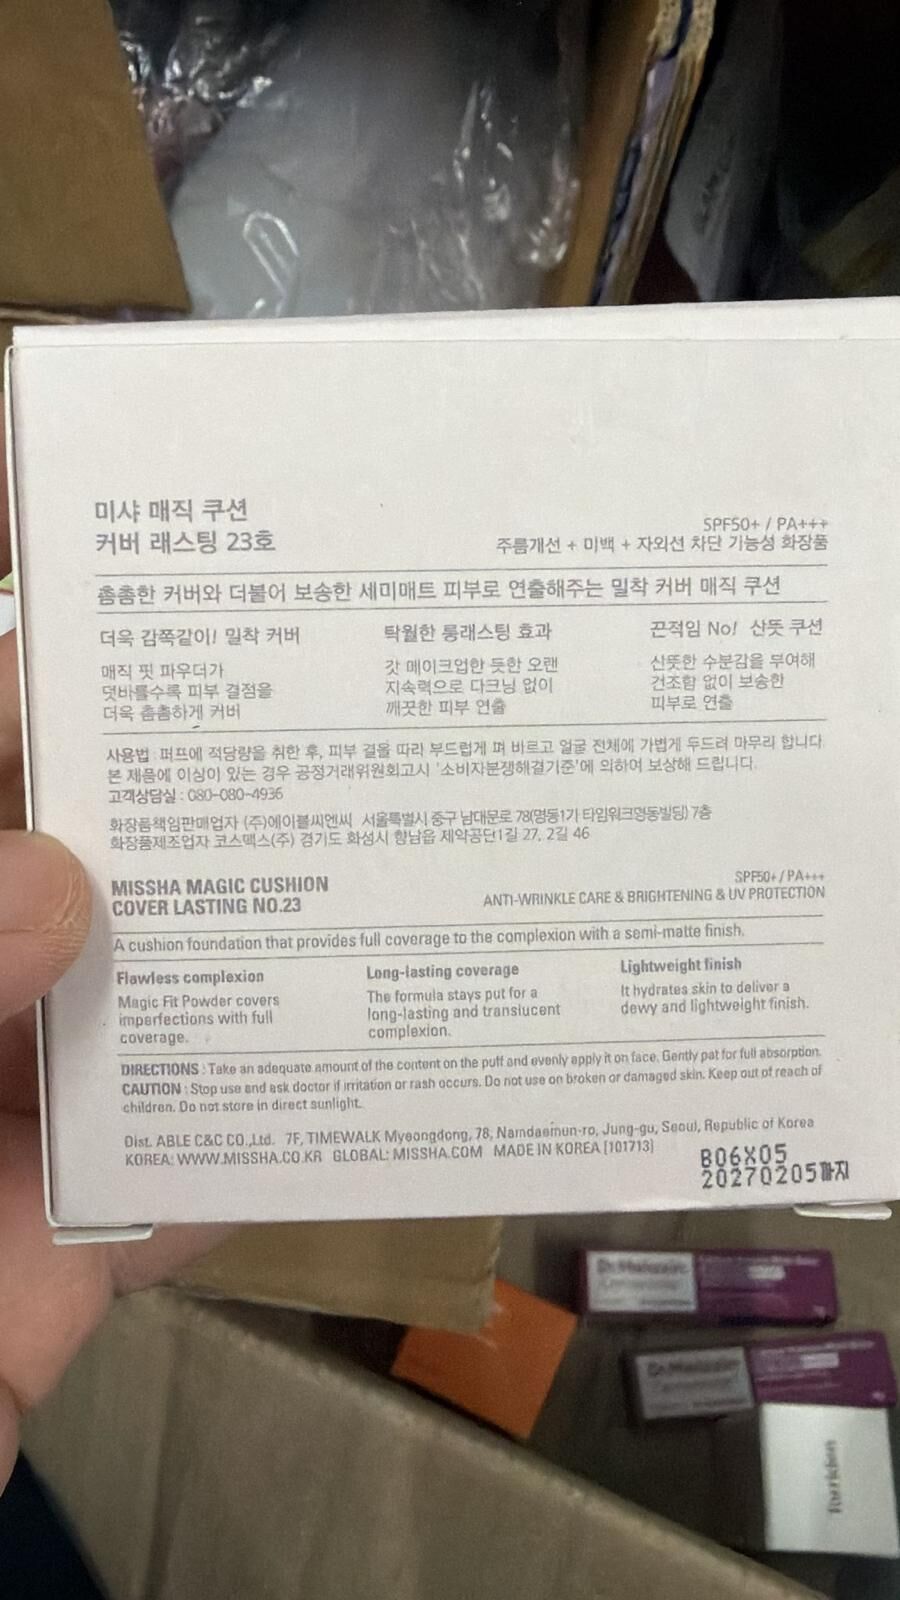 미샤 매직 쿠션
커버 래스팅 23호
SPF50+ / PA+++
주름개선 + 미백 + 자외선 차단 기능성 화장품
촘촘한 커버와 더불어 보송한 세미매트 피부로 연출해주는 밀착 커버 매직 쿠션
더욱 감쪽같이! 밀착 커버
매직 핏 파우더가
덧바를수록 피부 결점을
더욱 촘촘하게 커버
탁월한 롱래스팅 효과
갓 메이크업한 듯한 오랜
지속력으로 다크닝 없이
깨끗한 피부 연출
끈적임 No! 산뜻 쿠션
산뜻한 수분감을 부여해
건조함 없이 보송한
피부로 연출
사용법 : 퍼프에 적당량을 취한 후, 피부 결을 따라 부드럽게 펴 바르고 얼굴 전체에 가볍게 두드려 마무리 합니다.
본 제품에 이상이 있는 경우 공정거래위원회고시 '소비자분쟁해결기준'에 의하여 보상해 드립니다.
고객상담실 : 080-080-4936
화장품책임판매업자 (주)에이블씨엔씨 서울특별시 중구 남대문로 78(명동1가 타임워크명동빌딩) 7층
화장품제조업자 코스맥스(주) 경기도 화성시 향남읍 제약공단1길 27, 2길 46
MISSHA MAGIC CUSHION
COVER LASTING NO.23
SPF50+ / PA+++
ANTI-WRINKLE CARE & BRIGHTENING & UV PROTECTION
A cushion foundation that provides full coverage to the complexion with a semi-matte finish.
Flawless complexion
Magic Fit Powder covers
imperfections with full
coverage.
Long-lasting coverage
The formula stays put for a
long-lasting and translucent
complexion.
Lightweight finish
It hydrates skin to deliver a
dewy and lightweight finish.
DIRECTIONS : Take an adequate amount of the content on the puff and evenly apply it on face. Gently pat for full absorption.
CAUTION : Stop use and ask doctor if irritation or rash occurs. Do not use on broken or damaged skin. Keep out of reach of
children. Do not store in direct sunlight.
Dist. ABLE C&C CO.,Ltd. 7F, TIMEWALK Myeongdong, 78, Namdaemun-ro, Jung-gu, Seoul, Republic of Korea
KOREA: WWW.MISSHA.CO.KR GLOBAL: MISSHA.COM MADE IN KOREA [101713]
B06X05
20270205까지
Torriden